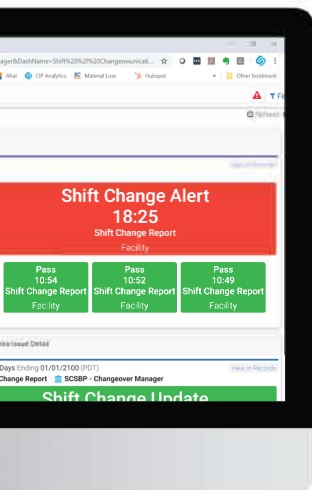 ager&DashName=Shift%20%2f%20Changeovunicati...
Aha! CIP Analytics Material Loss Hubspot » Other bookmark
Shift Change Alert
18:25
Shift Change Report
Facility
Pass Pass Pass
10:54 10:52 10:49
Shift Change Report Shift Change Report Shift Change Report
Facility Facility Facility
Days Ending 01/01/2100 (PDT) View in Records
Change Report SCSBP - Changeover Manager
Shift Change Update